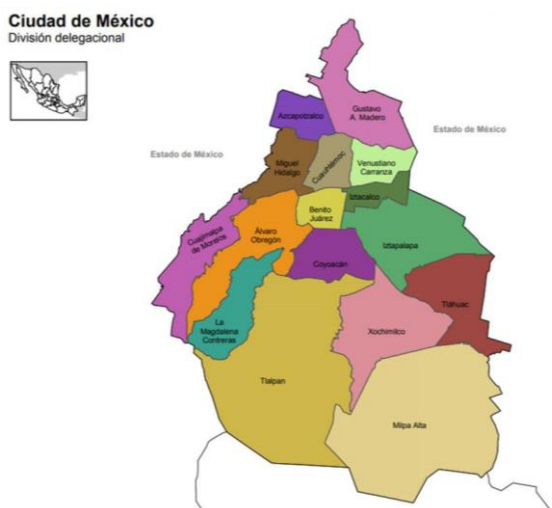 Ciudad de México
División delegacional
Gustavo
A. Madero
Azcapotzalco
Estado de México
Estado de México
Miguel
Hidalgo
Cuauhtémoc
Venustiano
Carranza
Iztacalco
Benito
Juárez
Cuajimalpa
de Morelos
Álvaro
Obregón
Iztapalapa
Coyoacán
Tláhuac
La
Magdalena
Contreras
Xochimilco
Tlalpan
Milpa Alta